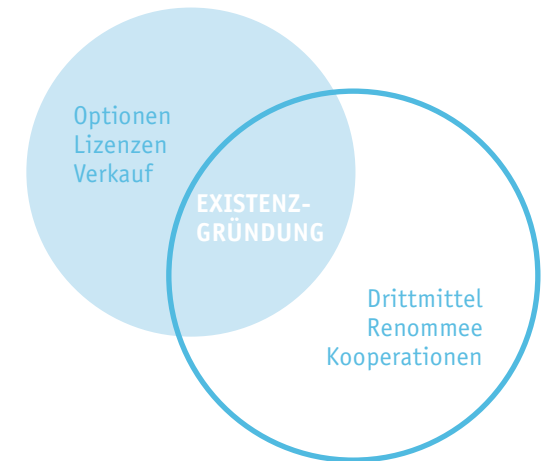 Optionen
Lizenzen
Verkauf
EXISTENZ-
GRÜNDUNG
Drittmittel
Renommee
Kooperationen